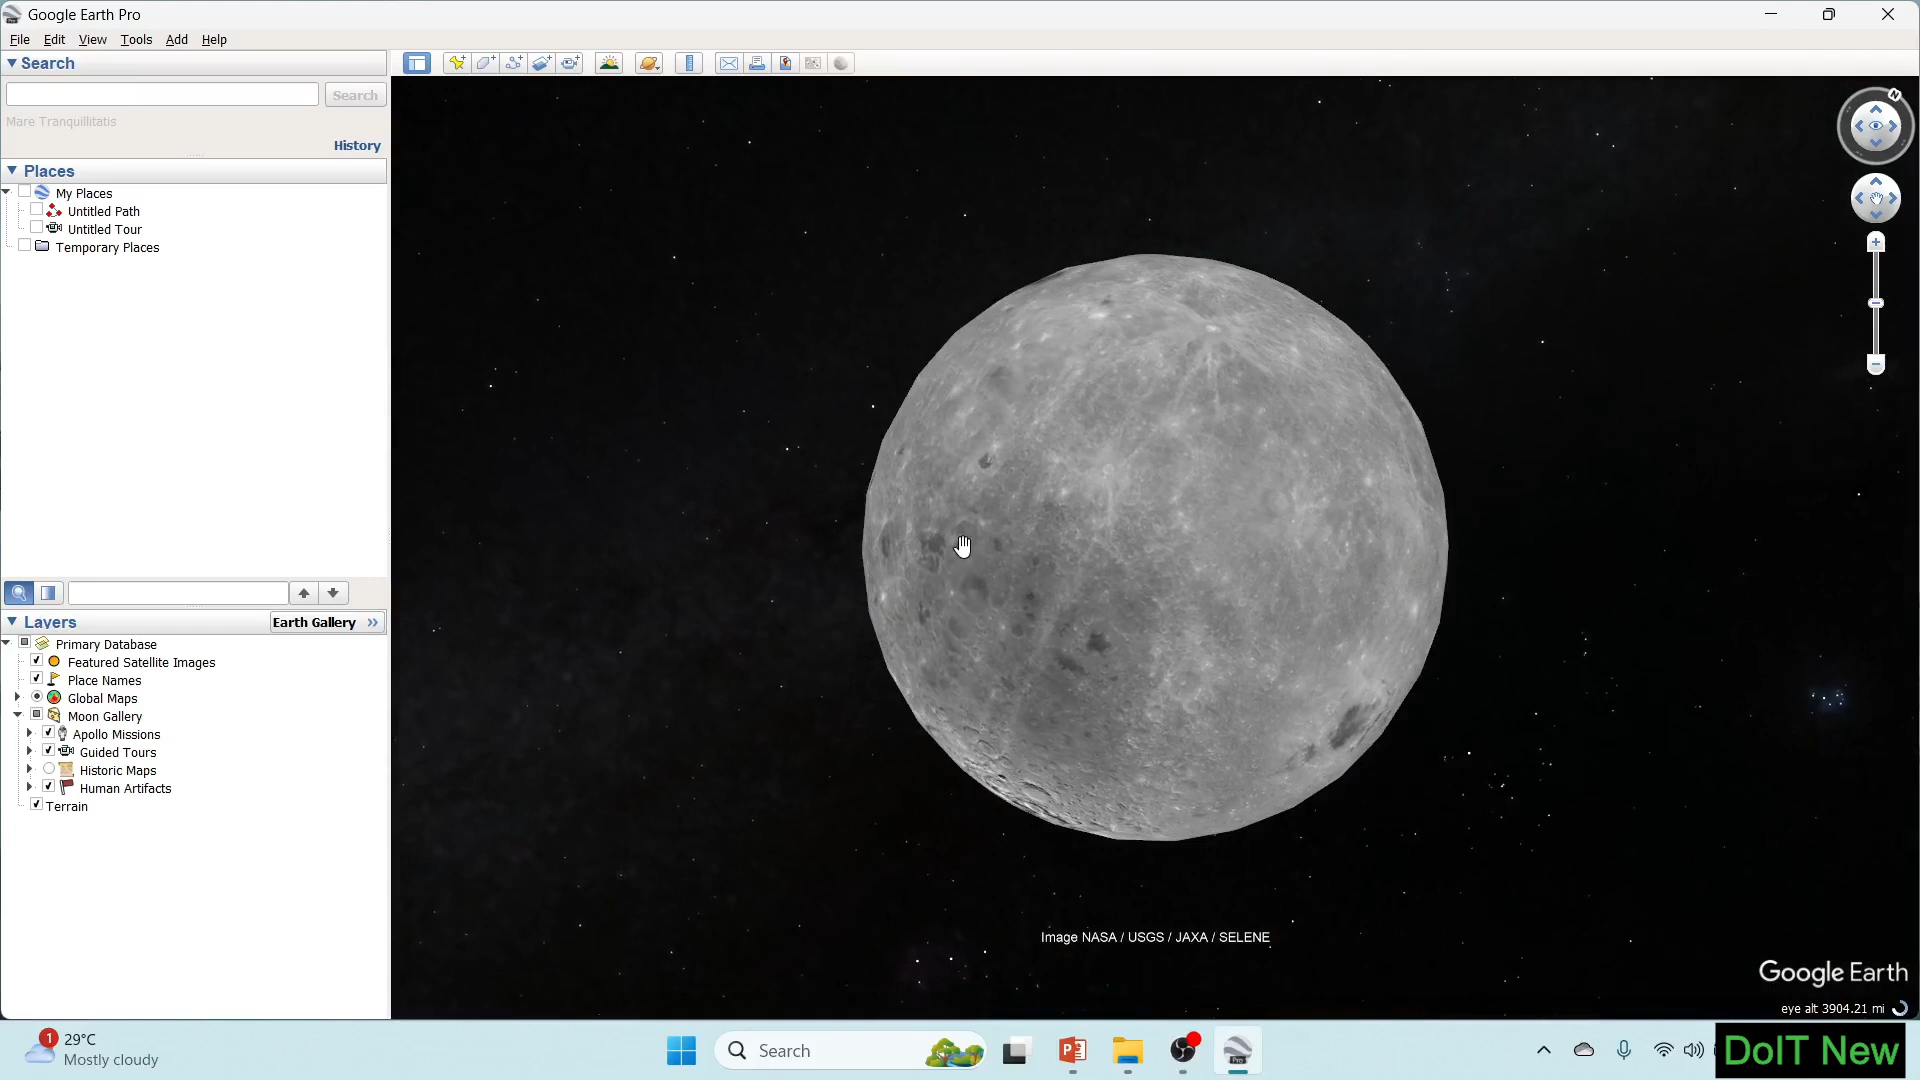 Google Earth Pro
File Edit View Tools Add Help
Search
Search
Mare Tranquillitatis
History
Places
My Places
Untitled Path
Untitled Tour
Temporary Places
Layers
Earth Gallery >>
Primary Database
Featured Satellite Images
Place Names
Global Maps
Moon Gallery
Apollo Missions
Guided Tours
Historic Maps
Human Artifacts
Terrain
N
Image NASA / USGS / JAXA / SELENE
Google Earth
eye alt 3904.21 mi
1
29°C
Mostly cloudy
Search
Pro
DoIT New